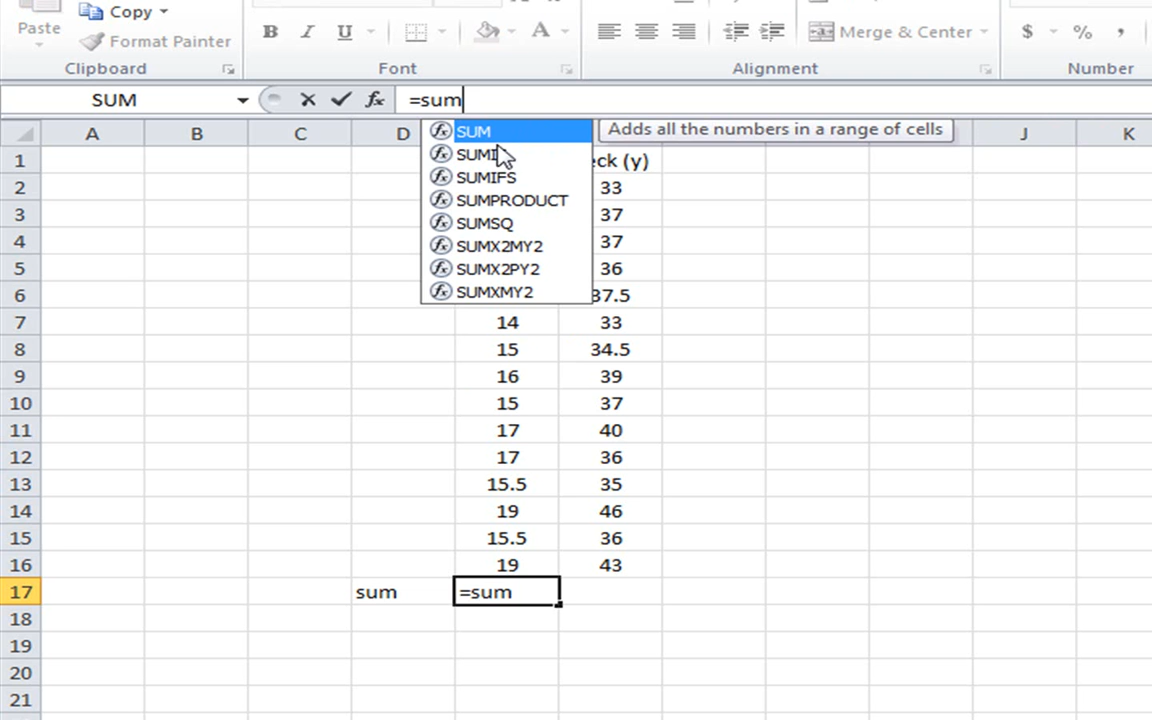 Paste
Copy
Format Painter
B I U A
Merge & Center
$ % ,
Clipboard
Font
Alignment
Number
SUM
fx
=sum
SUM
SUMI
SUMIFS
SUMPRODUCT
SUMSQ
SUMX2MY2
SUMX2PY2
SUMXMY2
Adds all the numbers in a range of cells
A B C D J K
1 eck (y)
2 33
3 37
4 37
5 36
6 37.5
7 14 33
8 15 34.5
9 16 39
10 15 37
11 17 40
12 17 36
13 15.5 35
14 19 46
15 15.5 36
16 19 43
17 sum =sum
18
19
20
21